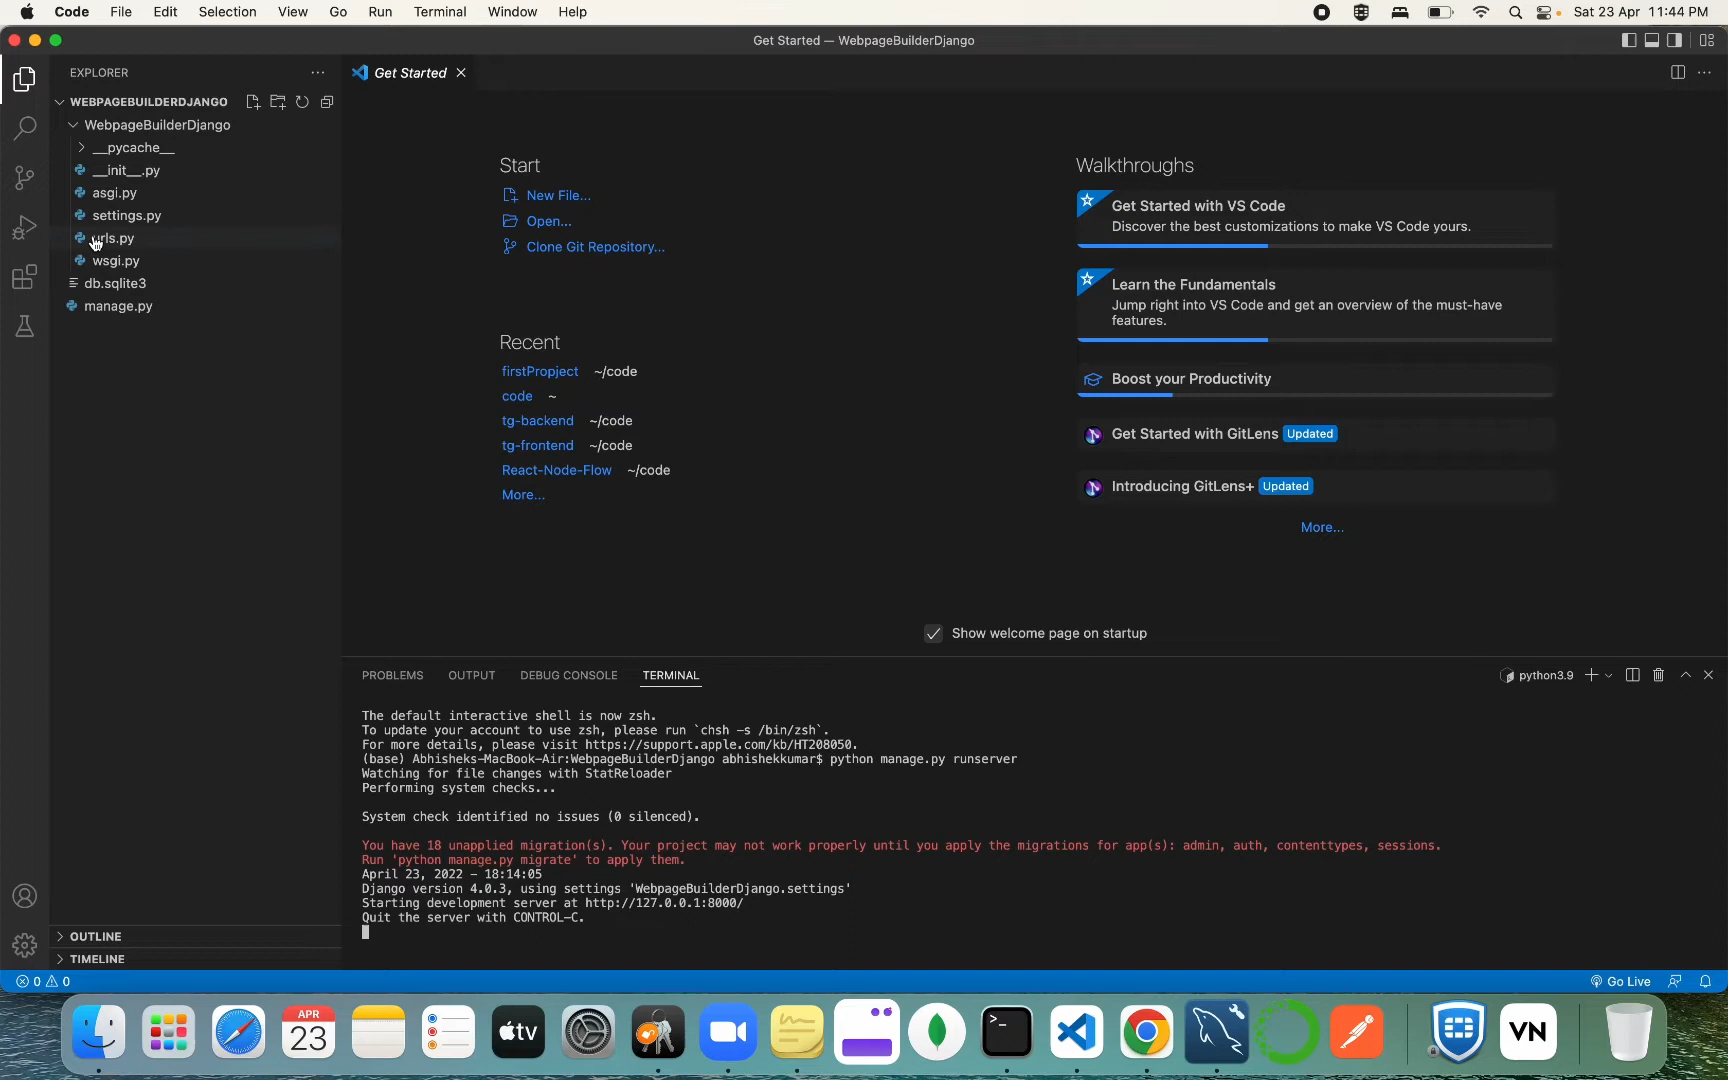 Code File Edit Selection View Go Run Terminal Window Help Sat 23 Apr 11:44 PM
Get Started — WebpageBuilderDjango
EXPLORER
WEBPAGEBUILDERDJANGO
WebpageBuilderDjango
__pycache__
__init__.py
asgi.py
settings.py
urls.py
wsgi.py
db.sqlite3
manage.py
OUTLINE
TIMELINE
Get Started
Start
New File...
Open...
Clone Git Repository...
Recent
firstPropject ~/code
code ~
tg-backend ~/code
tg-frontend ~/code
React-Node-Flow ~/code
More...
Walkthroughs
Get Started with VS Code
Discover the best customizations to make VS Code yours.
Learn the Fundamentals
Jump right into VS Code and get an overview of the must-have
features.
Boost your Productivity
Get Started with GitLens Updated
Introducing GitLens+ Updated
More...
Show welcome page on startup
PROBLEMS OUTPUT DEBUG CONSOLE TERMINAL python3.9
The default interactive shell is now zsh.
To update your account to use zsh, please run `chsh -s /bin/zsh`.
For more details, please visit https://support.apple.com/kb/HT208050.
(base) Abhisheks-MacBook-Air:WebpageBuilderDjango abhishekkumar$ python manage.py runserver
Watching for file changes with StatReloader
Performing system checks...
System check identified no issues (0 silenced).
You have 18 unapplied migration(s). Your project may not work properly until you apply the migrations for app(s): admin, auth, contenttypes, sessions.
Run 'python manage.py migrate' to apply them.
April 23, 2022 - 18:14:05
Django version 4.0.3, using settings 'WebpageBuilderDjango.settings'
Starting development server at http://127.0.0.1:8000/
Quit the server with CONTROL-C.
0 0 Go Live
APR
23
tv
>_
VN